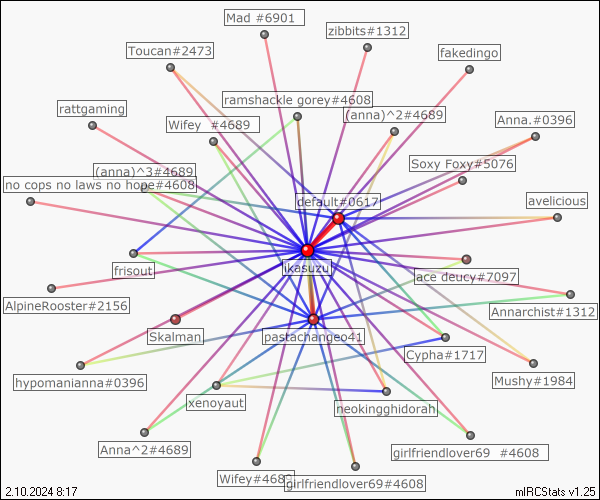 Mad #6901
zibbits#1312
Toucan#2473
fakedingo
ramshackle gorey#4608
rattgaming
(anna)^2#4689
Wifey #4689
Anna.#0396
Soxy Foxy#5076
(anna)^3#4689
no cops no laws no hope#4608
default#0617
avelicious
ikasuzu
frisout
ace deucy#7097
AlpineRooster#2156
Annarchist#1312
Skalman
pastachangeo41
Cypha#1717
hypomanianna#0396
Mushy#1984
xenoyaut
neokingghidorah
Anna^2#4689
girlfriendlover69 #4608
Wifey#4689
girlfriendlover69#4608
2.10.2024 8:17
mIRCStats v1.25